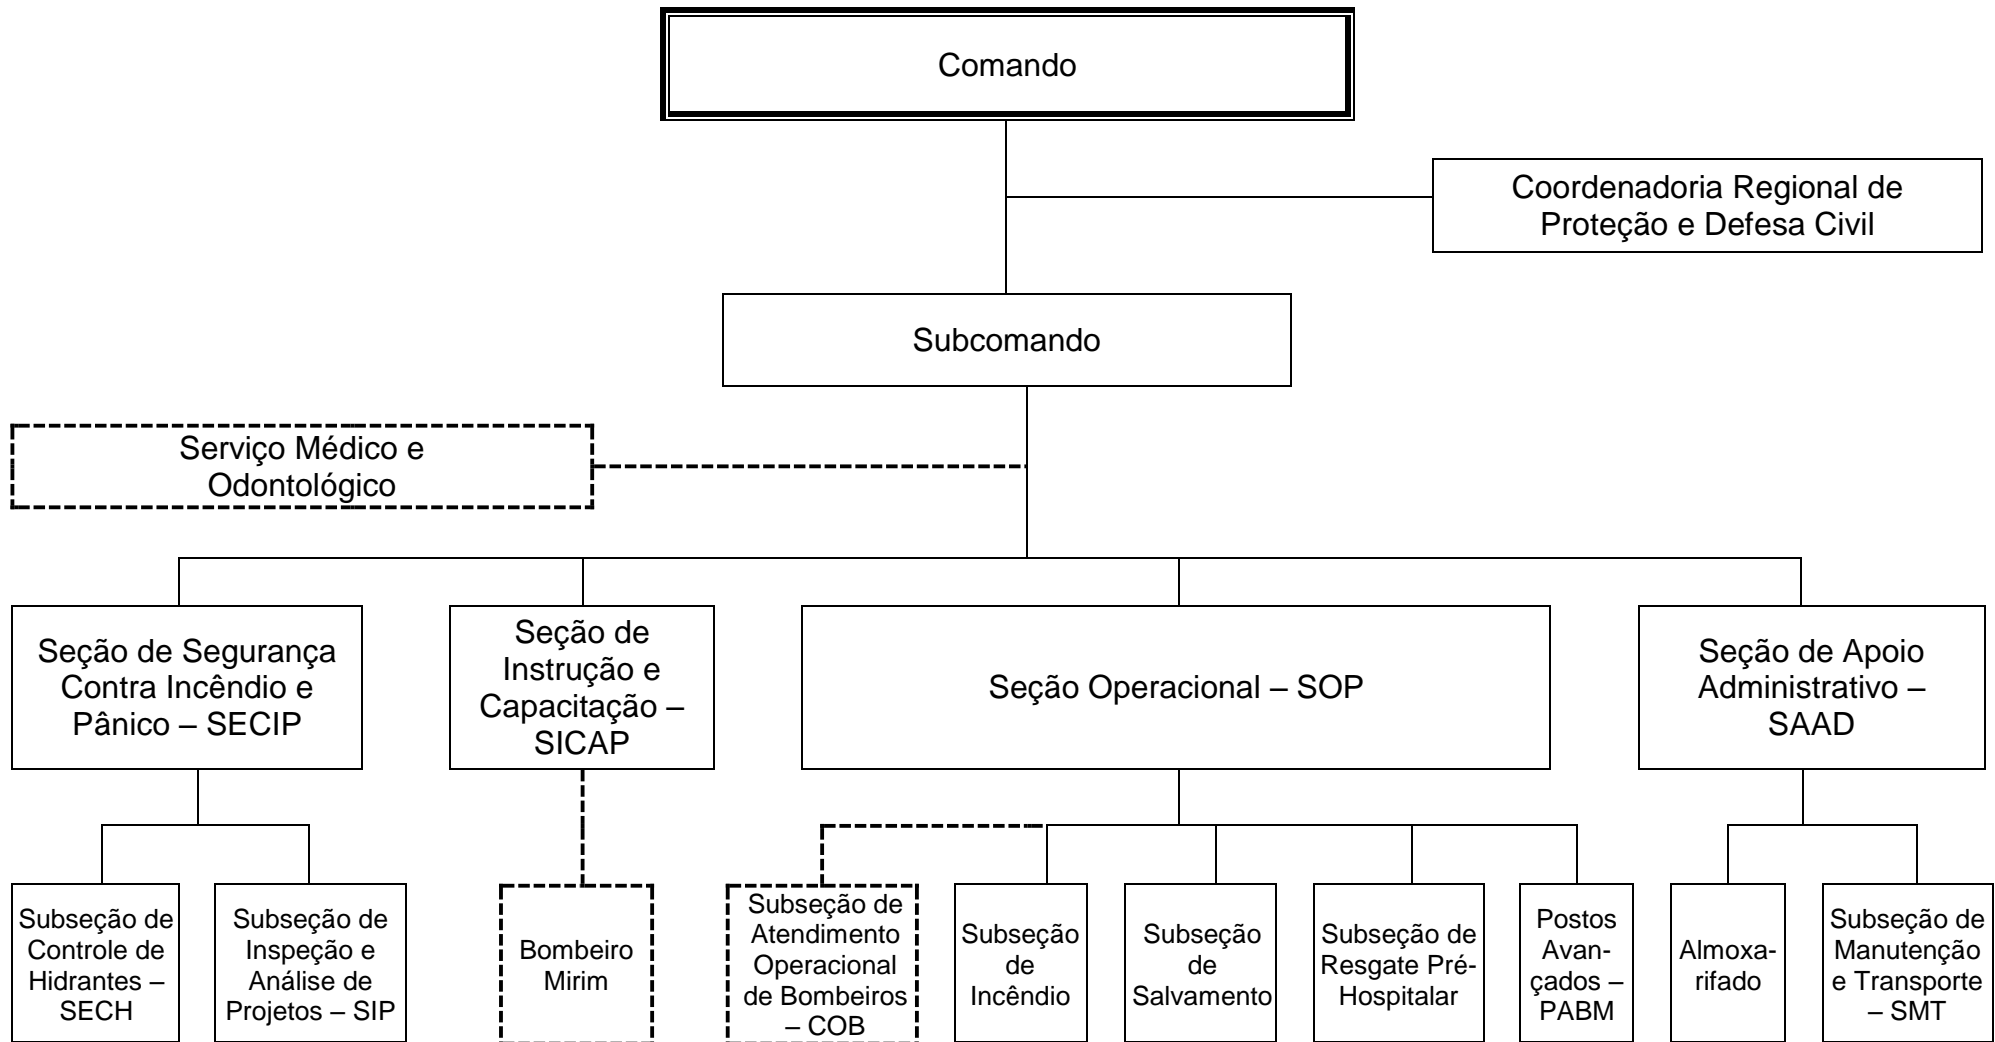 Comando
Coordenadoria Regional de
Proteção e Defesa Civil
Subcomando
Serviço Médico e
Odontológico
Seção de Segurança
Contra Incêndio e
Pânico – SECIP
Seção de
Instrução e
Capacitação –
SICAP
Seção Operacional – SOP
Seção de Apoio
Administrativo –
SAAD
Subseção de
Controle de
Hidrantes –
SECH
Subseção de
Inspeção e
Análise de
Projetos – SIP
Bombeiro
Mirim
Subseção de
Atendimento
Operacional
de Bombeiros
– COB
Subseção
de
Incêndio
Subseção
de
Salvamento
Subseção de
Resgate Pré-
Hospitalar
Postos
Avan-
çados –
PABM
Almoxa-
rifado
Subseção de
Manutenção
e Transporte
– SMT